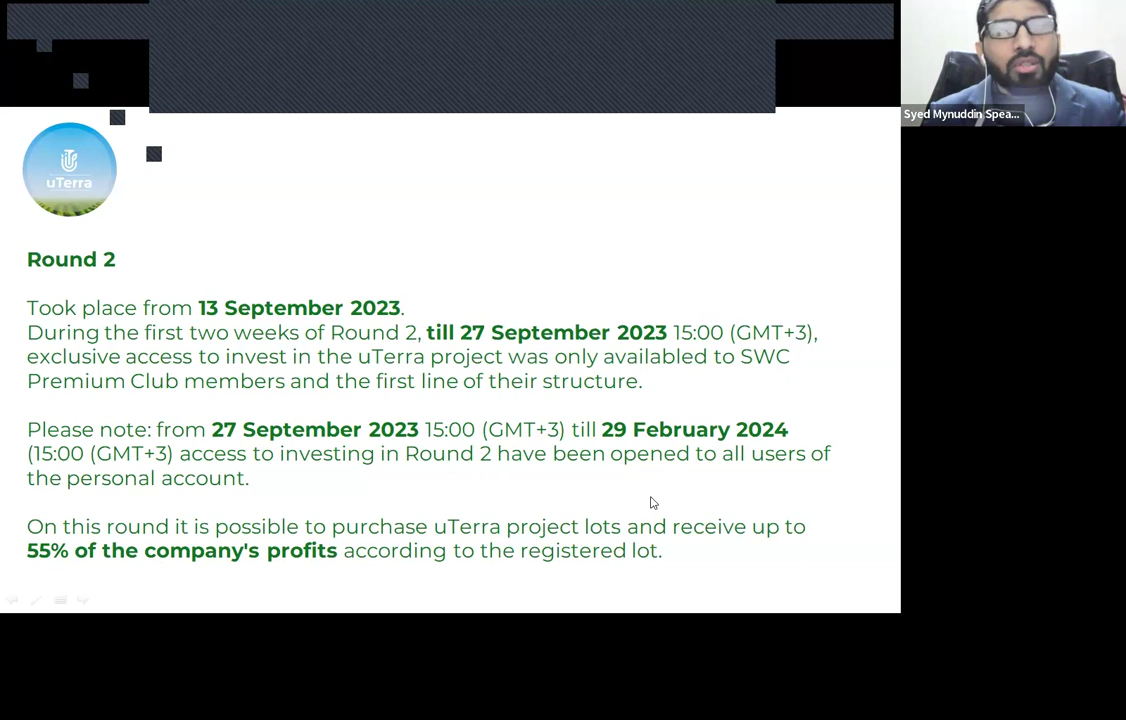 Syed Mynuddin Spea...
uTerra
Round 2
Took place from 13 September 2023.
During the first two weeks of Round 2, till 27 September 2023 15:00 (GMT+3),
exclusive access to invest in the uTerra project was only availabled to SWC
Premium Club members and the first line of their structure.
Please note: from 27 September 2023 15:00 (GMT+3) till 29 February 2024
(15:00 (GMT+3) access to investing in Round 2 have been opened to all users of
the personal account.
On this round it is possible to purchase uTerra project lots and receive up to
55% of the company's profits according to the registered lot.